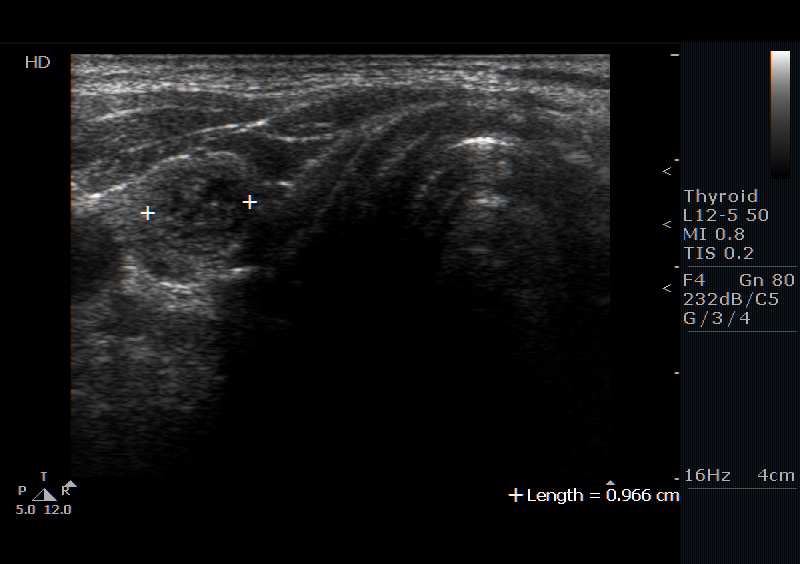 HD
Thyroid
L12-5 50
MI 0.8
TIS 0.2
F4 Gn 80
232dB/C5
G/3/4
16Hz 4cm
T
P R
5.0 12.0
+ Length = 0.966 cm